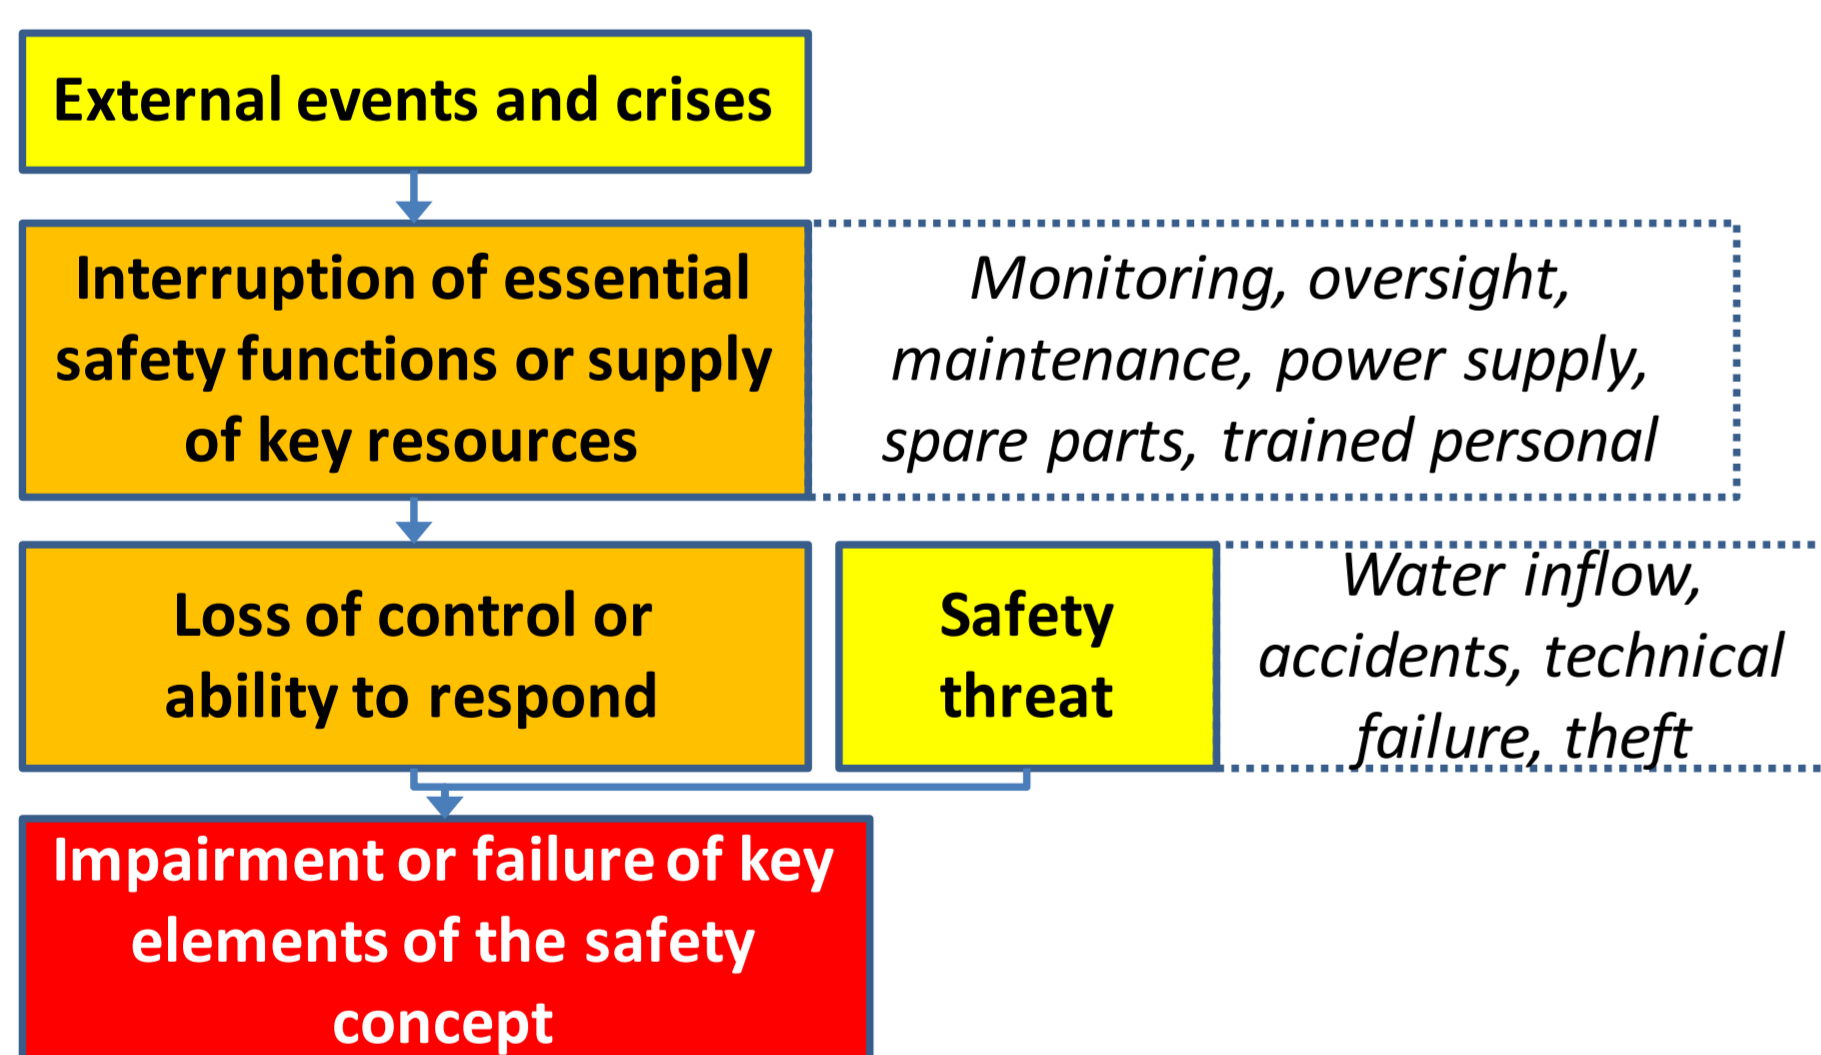 External events and crises
Interruption of essential
safety functions or supply
of key resources
Monitoring, oversight,
maintenance, power supply,
spare parts, trained personal
Loss of control or
ability to respond
Safety
threat
Water inflow,
accidents, technical
failure, theft
Impairment or failure of key
elements of the safety
concept